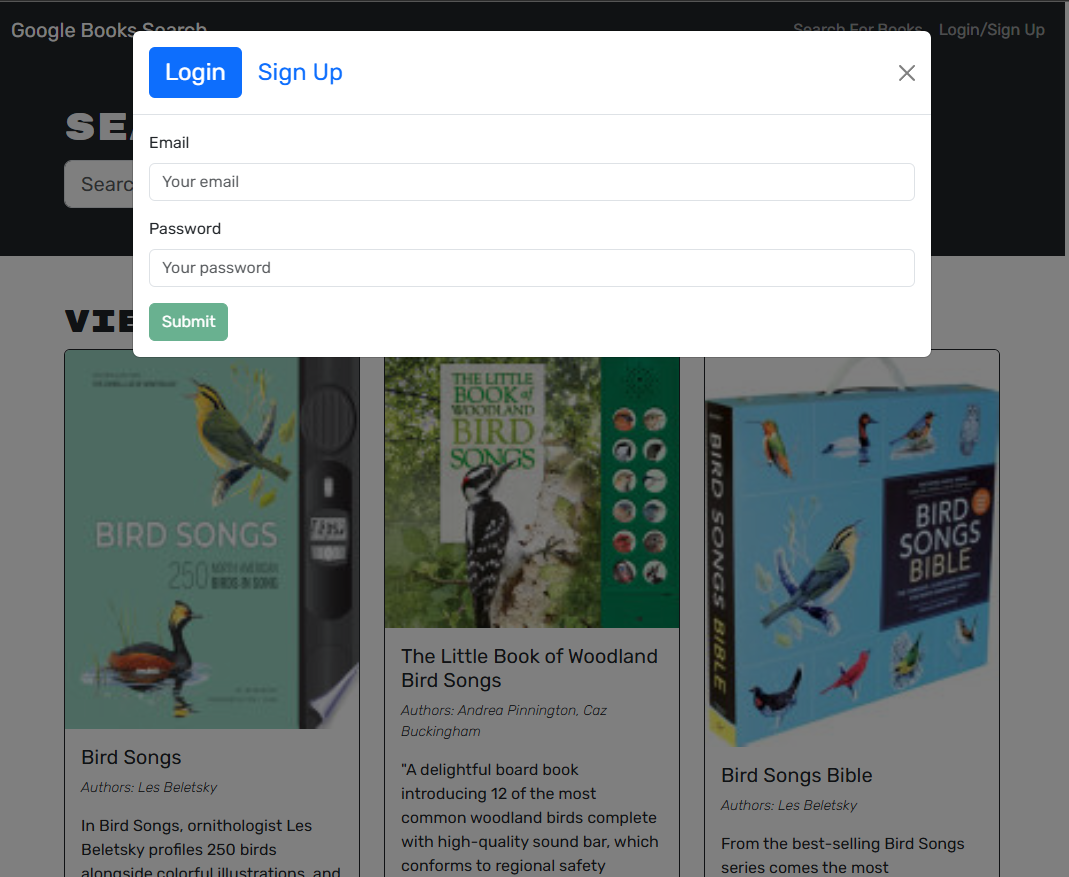 Google Books Search
Search For Books
Login/Sign Up
Login
Sign Up
Email
Your email
Password
Your password
Submit
BIRD SONGS
250 NORTH AMERICAN
BIRDS IN SONG
Bird Songs
Authors: Les Beletsky
In Bird Songs, ornithologist Les
Beletsky profiles 250 birds
alongside colorful illustrations, and
THE LITTLE
BOOK of
WOODLAND
BIRD
SONGS
The Little Book of Woodland
Bird Songs
Authors: Andrea Pinnington, Caz
Buckingham
"A delightful board book
introducing 12 of the most
common woodland birds complete
with high-quality sound bar, which
conforms to regional safety
BIRD SONGS BIBLE
BIRD
SONGS
BIBLE
Bird Songs Bible
Authors: Les Beletsky
From the best-selling Bird Songs
series comes the most